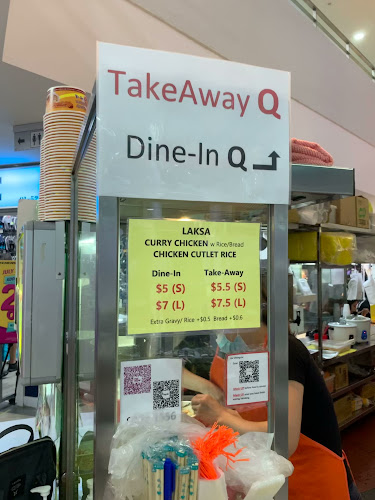 TakeAway Q
Dine-In Q
LAKSA
CURRY CHICKEN w Rice/Bread
CHICKEN CUTLET RICE
Dine-In Take-Away
$5 (S) $5.5 (S)
$7 (L) $7.5 (L)
Extra Gravy/ Rice +$0.5 Bread +$0.6